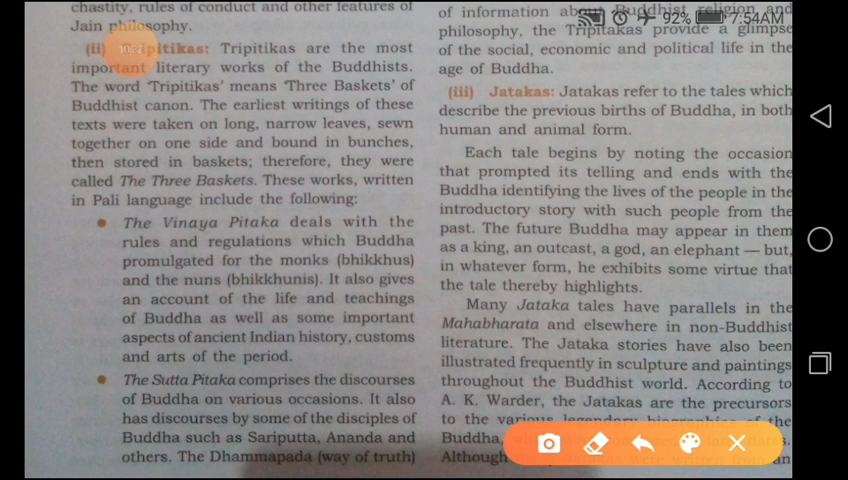 chastity, rules of conduct and other features of
Jain philosophy.
(ii) Tripitikas: Tripitikas are the most
important literary works of the Buddhists.
The word 'Tripitikas' means 'Three Baskets' of
Buddhist canon. The earliest writings of these
texts were taken on long, narrow leaves, sewn
together on one side and bound in bunches,
then stored in baskets; therefore, they were
called The Three Baskets. These works, written
in Pali language include the following:
• The Vinaya Pitaka deals with the
rules and regulations which Buddha
promulgated for the monks (bhikkhus)
and the nuns (bhikkhunis). It also gives
an account of the life and teachings
of Buddha as well as some important
aspects of ancient Indian history, customs
and arts of the period.
• The Sutta Pitaka comprises the discourses
of Buddha on various occasions. It also
has discourses by some of the disciples of
Buddha such as Sariputta, Ananda and
others. The Dhammapada (way of truth)
92% 7:54AM
of information about Buddhist religion and
philosophy, the Tripitakas provide a glimpse
of the social, economic and political life in the
age of Buddha.
(iii) Jatakas: Jatakas refer to the tales which
describe the previous births of Buddha, in both
human and animal form.
Each tale begins by noting the occasion
that prompted its telling and ends with the
Buddha identifying the lives of the people in the
introductory story with such people from the
past. The future Buddha may appear in them
as a king, an outcast, a god, an elephant — but,
in whatever form, he exhibits some virtue that
the tale thereby highlights.
Many Jataka tales have parallels in the
Mahabharata and elsewhere in non-Buddhist
literature. The Jataka stories have also been
illustrated frequently in sculpture and paintings
throughout the Buddhist world. According to
A. K. Warder, the Jatakas are the precursors
to the various legendary biographies of the
Buddha,
Although an